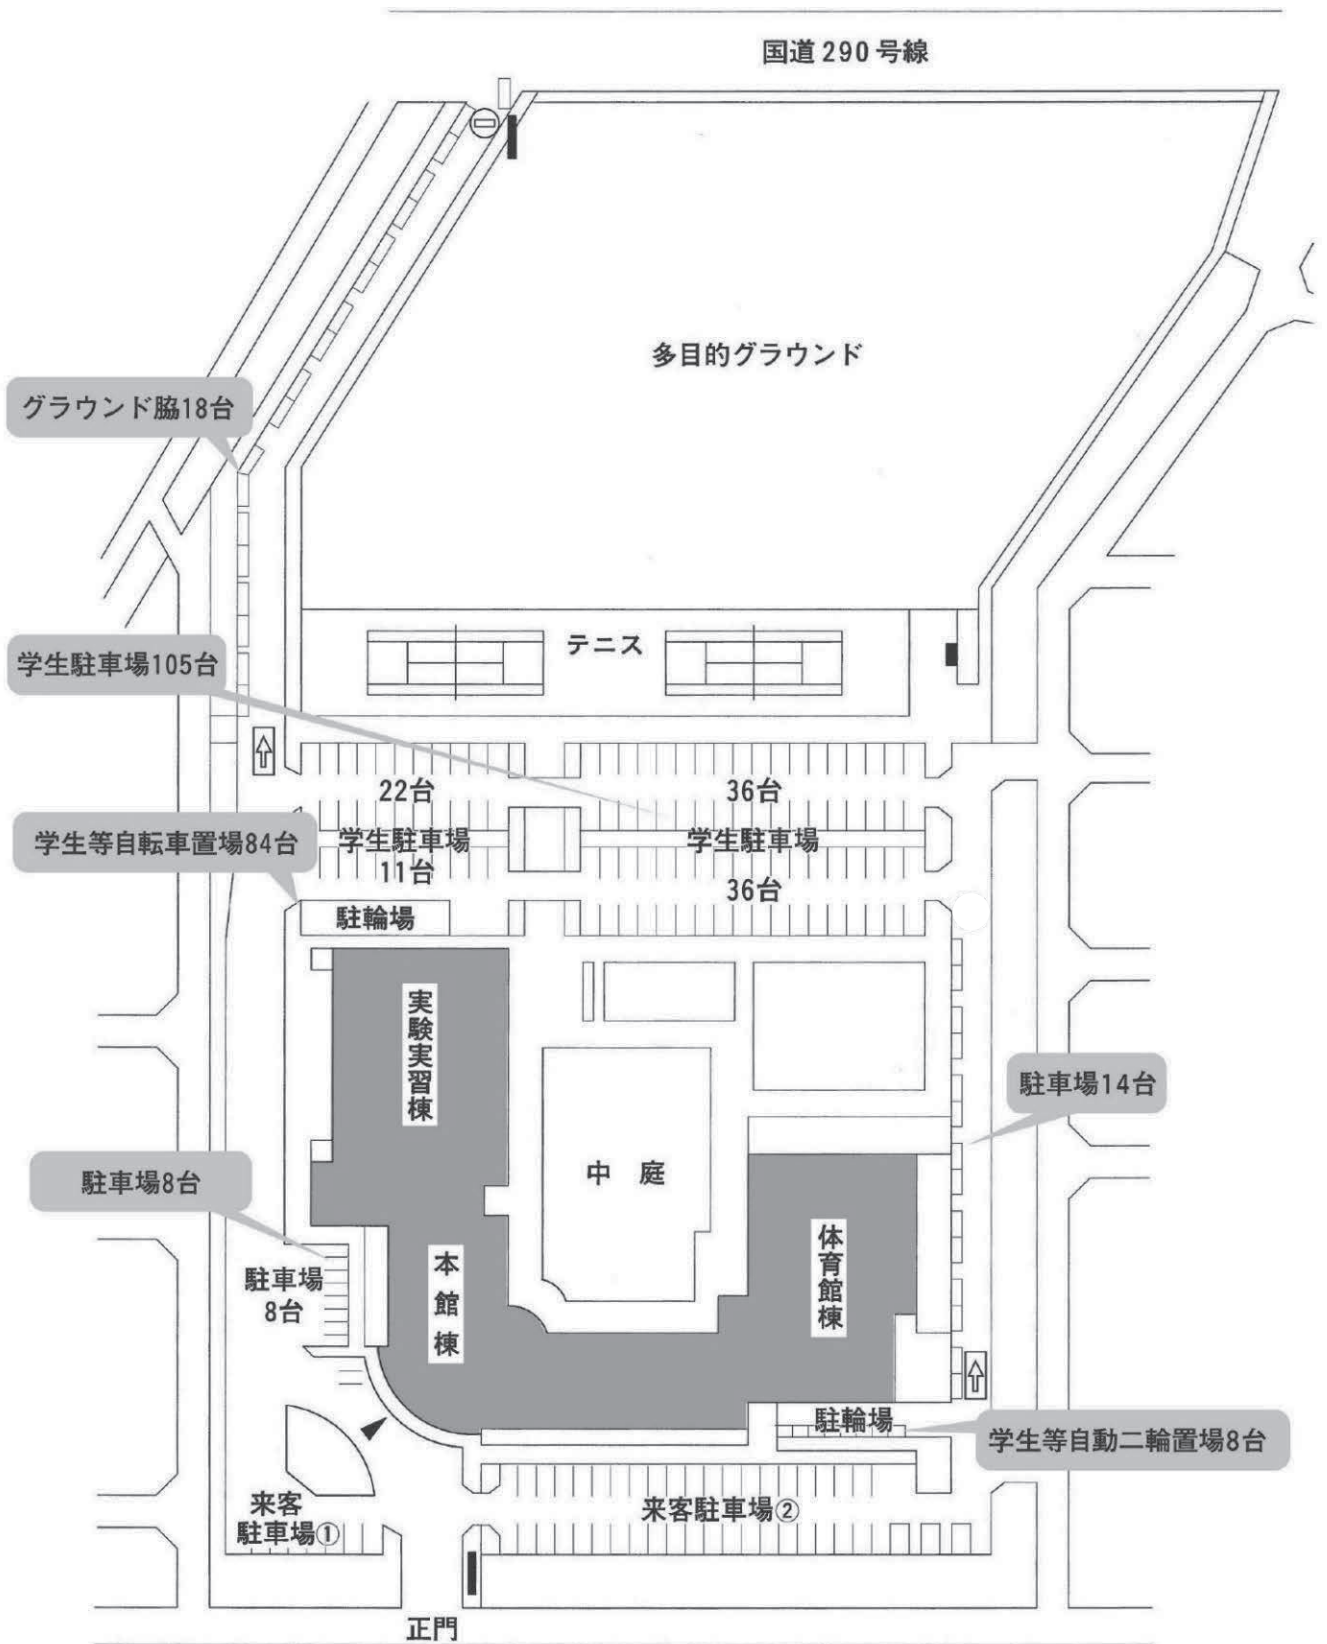 国道290号線
多目的グラウンド
グラウンド脇18台
テニス
学生駐車場105台
22台
36台
学生等自転車置場84台
学生駐車場
学生駐車場
11台
36台
駐輪場
実験実習棟
駐車場14台
中 庭
駐車場8台
体育館棟
本館棟
駐車場
8台
駐輪場
学生等自動二輪置場8台
来客
駐車場①
来客駐車場②
正門